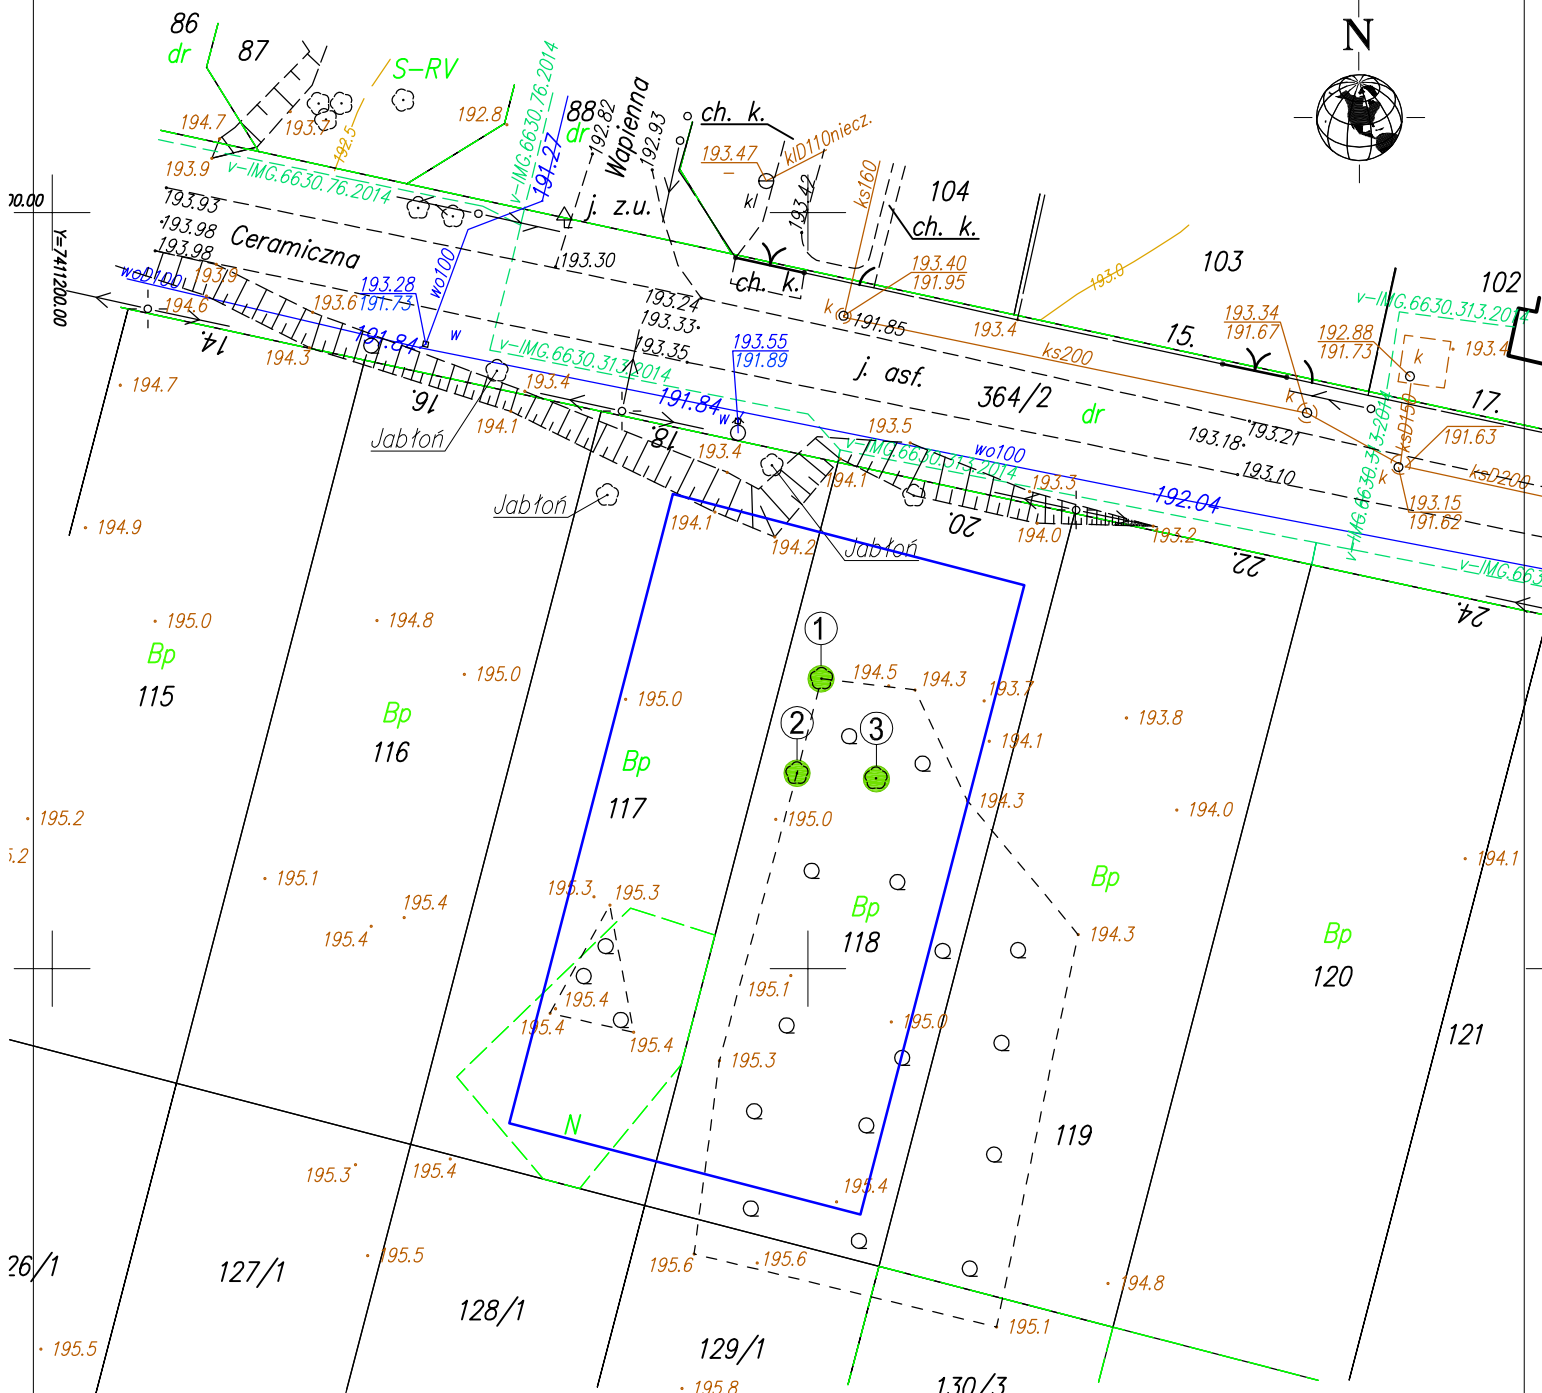 86
dr
87
S-RV
88
dr
194.7
193.7
193.9
192.5
192.8
v-IMG.6630.76.2014
v-IMG.6630.76.2014
191.27
192.82
192.93
Wapienna
ch. k.
193.47
klD110niecz.
kl
193.42
ks160
104
ch. k.
N
103
102
193.0
00.00
Y=7411200.00
193.93
193.98
193.98
Ceramiczna
j. z.u.
193.30
ch. k.
193.40
191.95
k
191.85
193.4
15.
193.34
191.67
192.88
191.73
v-IMG.6630.313.2014
193.4
k
k
17.
woD100
193.9
194.6
193.6
193.28
191.73
wo100
w
191.84
14.
194.3
193.24
193.33
193.35
193.55
191.89
w
191.84
v-IMG.6630.313.2014
ks200
j. asf.
364/2
dr
193.21
193.18
193.10
ksD150
191.63
ksD200
k
193.15
191.62
v-IMG.6630.313.2014
194.7
16.
193.4
194.1
Jabłoń
Jabłoń
Jabłoń
18.
193.4
193.5
v-IMG.6630.313.2014
wo100
192.04
194.1
193.3
20.
194.0
193.2
22.
24.
194.1
194.2
194.9
195.0
194.8
195.0
Bp
115
Bp
116
195.0
Bp
117
1
2
3
194.5
194.3
193.7
194.1
193.8
194.3
194.0
195.0
195.2
194.1
195.1
195.4
195.4
195.3
195.3
Bp
118
Bp
194.3
Bp
120
195.1
195.4
195.4
195.4
195.0
195.3
121
119
N
195.3
195.4
195.4
127/1
195.5
128/1
195.6
195.6
129/1
194.8
195.1
195.5
195.8
130/3